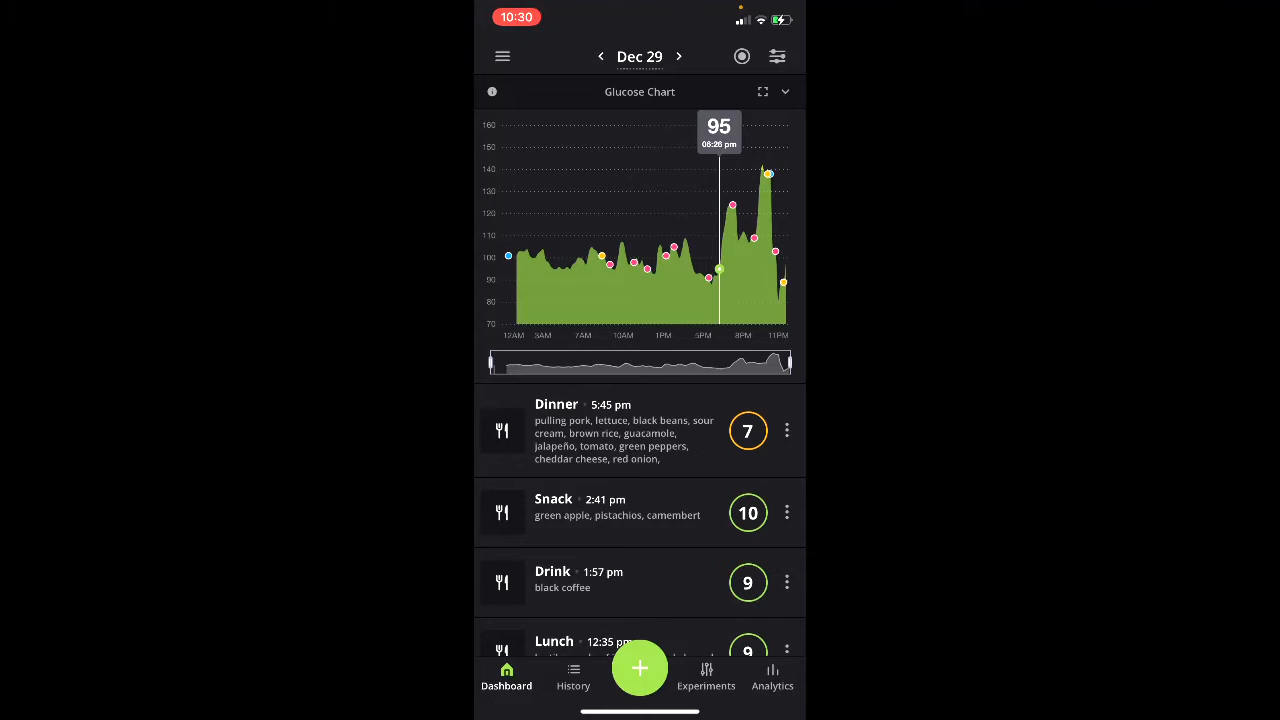 10:30
Dec 29
Glucose Chart
95
06:26 pm
160
150
140
130
120
110
100
90
80
70
12AM 3AM 7AM 10AM 1PM 5PM 8PM 11PM
Dinner • 5:45 pm
pulling pork, lettuce, black beans, sour
cream, brown rice, guacamole,
jalapeño, tomato, green peppers,
cheddar cheese, red onion,
7
Snack • 2:41 pm
green apple, pistachios, camembert
10
Drink • 1:57 pm
black coffee
9
Lunch • 12:35 pm
9
Dashboard History Experiments Analytics